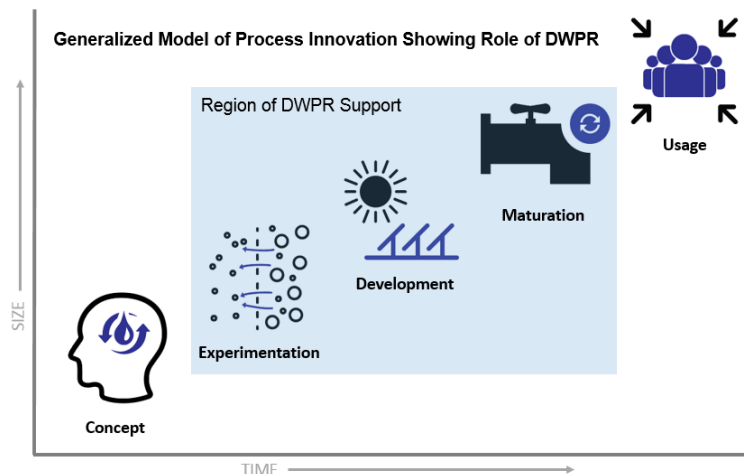 Generalized Model of Process Innovation Showing Role of DWPR
Region of DWPR Support
Usage
Maturation
Development
Experimentation
Concept
SIZE
TIME